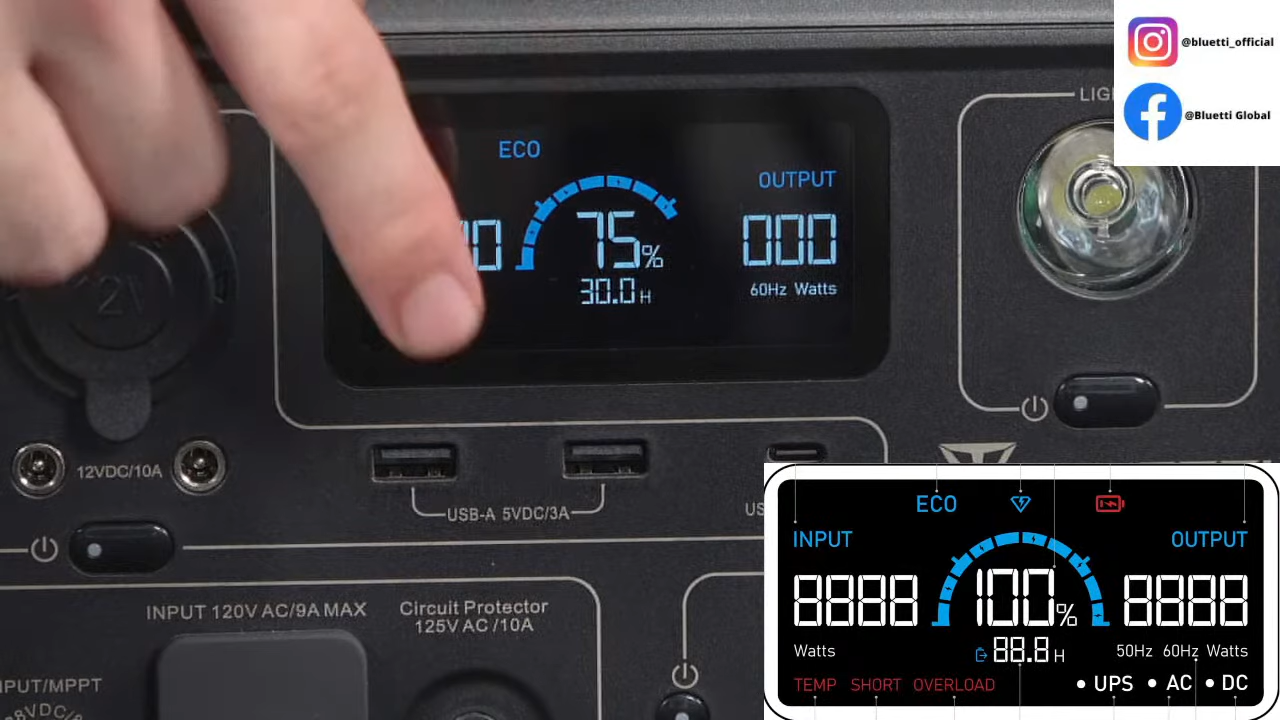 @bluetti_official
@Bluetti Global
ECO
OUTPUT
75%
000
30.0 H
60Hz Watts
12VDC/10A
USB-A 5VDC/3A
INPUT 120V AC/9A MAX
Circuit Protector
125V AC /10A
ECO
INPUT
OUTPUT
8888
100%
8888
Watts
88.8 H
50Hz 60Hz Watts
TEMP SHORT OVERLOAD
• UPS • AC • DC